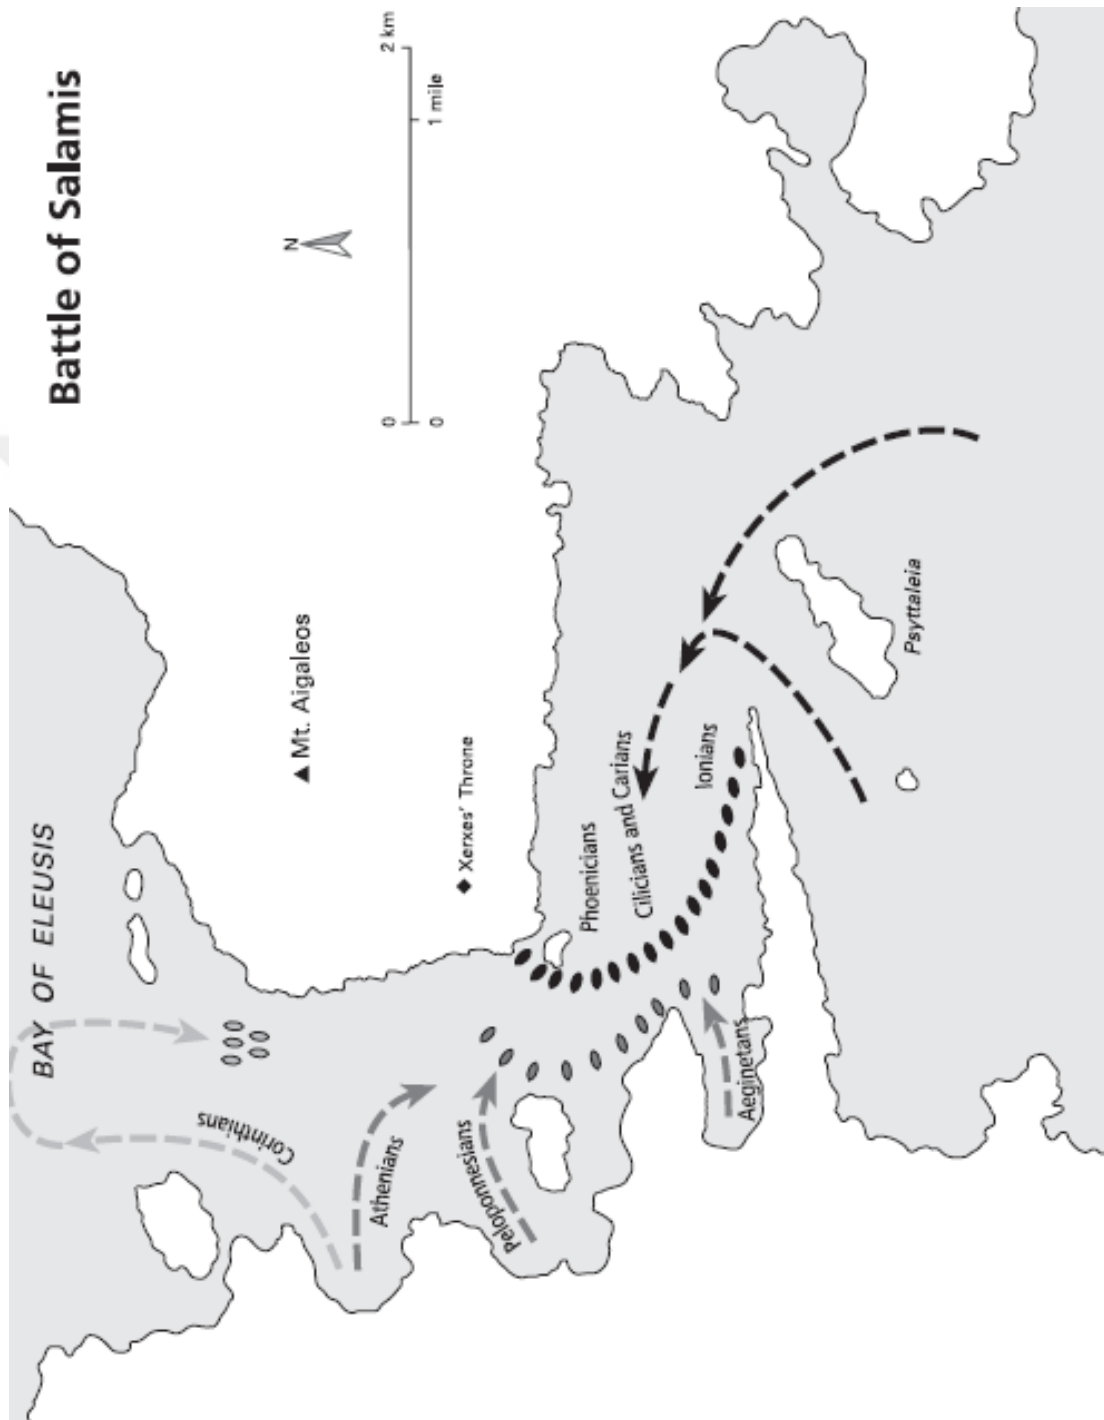 Battle of Salamis
N
0
2 km
0
1 mile
BAY OF ELEUSIS
Mt. Aigaleos
Xerxes’ Throne
Corinthians
Athenians
Peloponnesians
Phoenicians
Cilicians and Carians
Ionians
Aeginetans
Psyttaleia